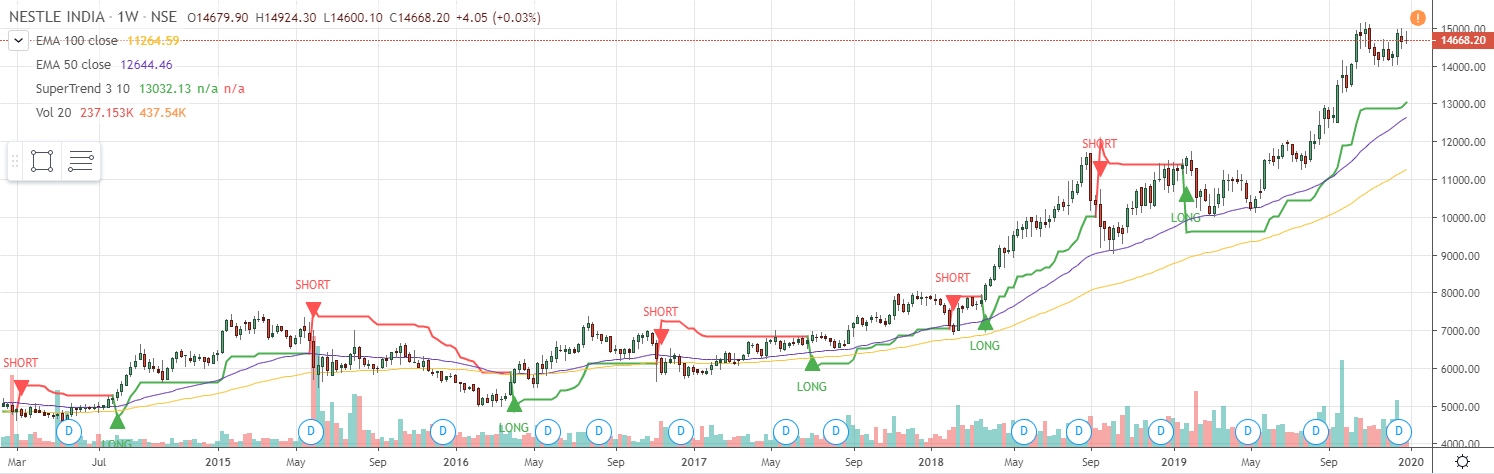 NESTLE INDIA · 1W · NSE O14679.90 H14924.30 L14600.10 C14668.20 +4.05 (+0.03%)
EMA 100 close 11264.59
EMA 50 close 12644.46
SuperTrend 3 10 13032.13 n/a n/a
Vol 20 237.153K 437.54K
!
15000.00
14668.20
14000.00
13000.00
12000.00
11000.00
10000.00
9000.00
8000.00
7000.00
6000.00
5000.00
4000.00
SHORT
LONG
SHORT
LONG
SHORT
LONG
SHORT
LONG
SHORT
LONG
D D D D D D D D D D D D D D
Mar Jul 2015 May Sep 2016 May Sep 2017 May Sep 2018 May Sep 2019 May Sep 2020